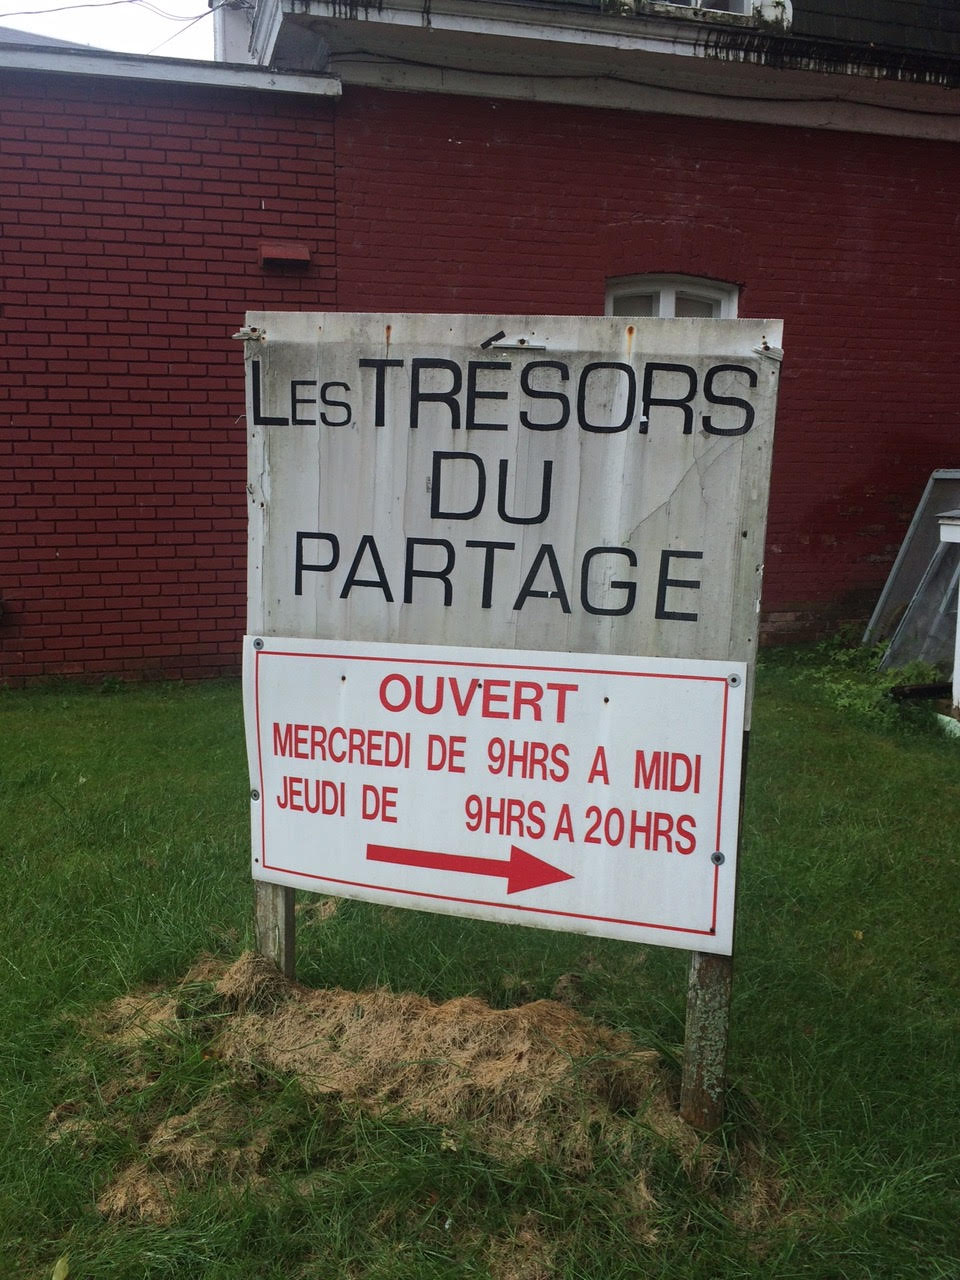 LES TRÉSORS
DU
PARTAGE
OUVERT
MERCREDI DE 9HRS A MIDI
JEUDI DE 9HRS A 20HRS